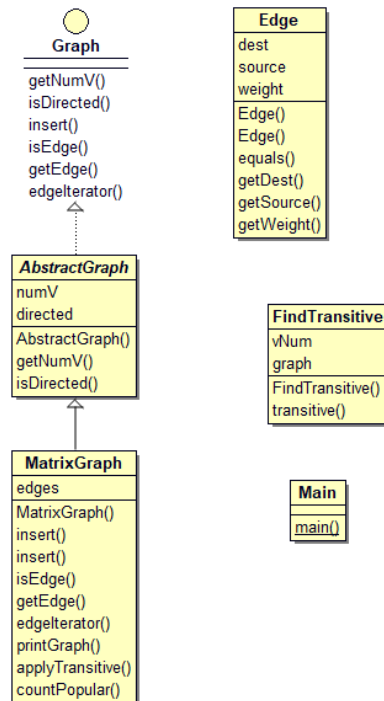 Graph
getNumV()
isDirected()
insert()
isEdge()
getEdge()
edgeIterator()
AbstractGraph
numV
directed
AbstractGraph()
getNumV()
isDirected()
MatrixGraph
edges
MatrixGraph()
insert()
insert()
isEdge()
getEdge()
edgeIterator()
printGraph()
applyTransitive()
countPopular()
Edge
dest
source
weight
Edge()
Edge()
equals()
getDest()
getSource()
getWeight()
FindTransitive
vNum
graph
FindTransitive()
transitive()
Main
main()